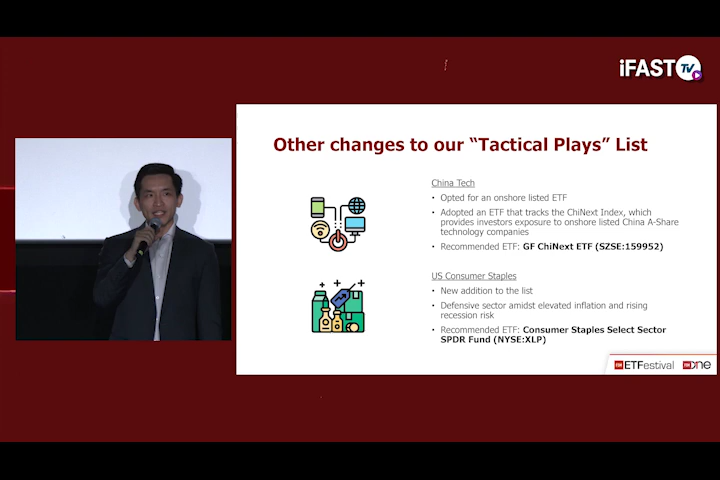 iFAST TV
Other changes to our “Tactical Plays” List
China Tech
• Opted for an onshore listed ETF
• Adopted an ETF that tracks the ChiNext Index, which
provides investors exposure to onshore listed China A-Share
technology companies
• Recommended ETF: GF ChiNext ETF (SZSE:159952)
US Consumer Staples
• New addition to the list
• Defensive sector amidst elevated inflation and rising
recession risk
• Recommended ETF: Consumer Staples Select Sector
SPDR Fund (NYSE:XLP)
ETFestival
one